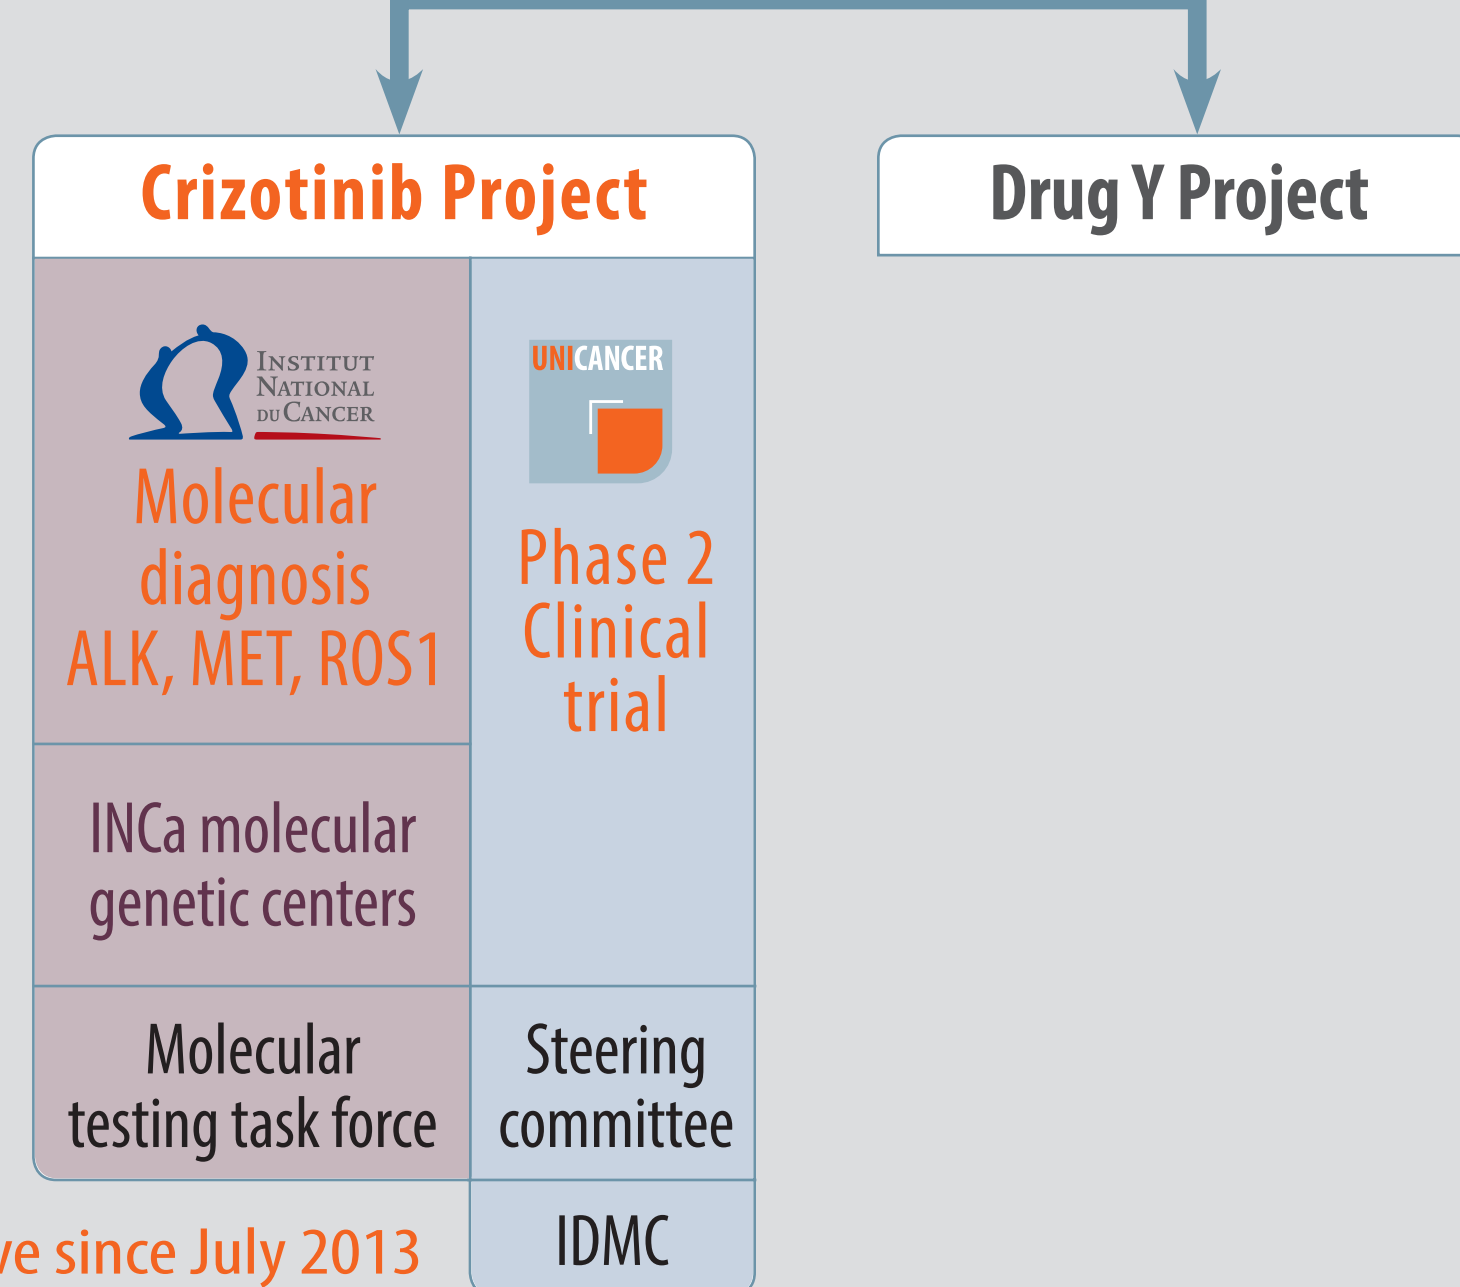 Crizotinib Project
Drug Y Project
INSTITUT
NATIONAL
DU CANCER
Molecular
diagnosis
ALK, MET, ROS1
UNICANCER
Phase 2
Clinical
trial
INCa molecular
genetic centers
Molecular
testing task force
Steering
committee
since July 2013
IDMC